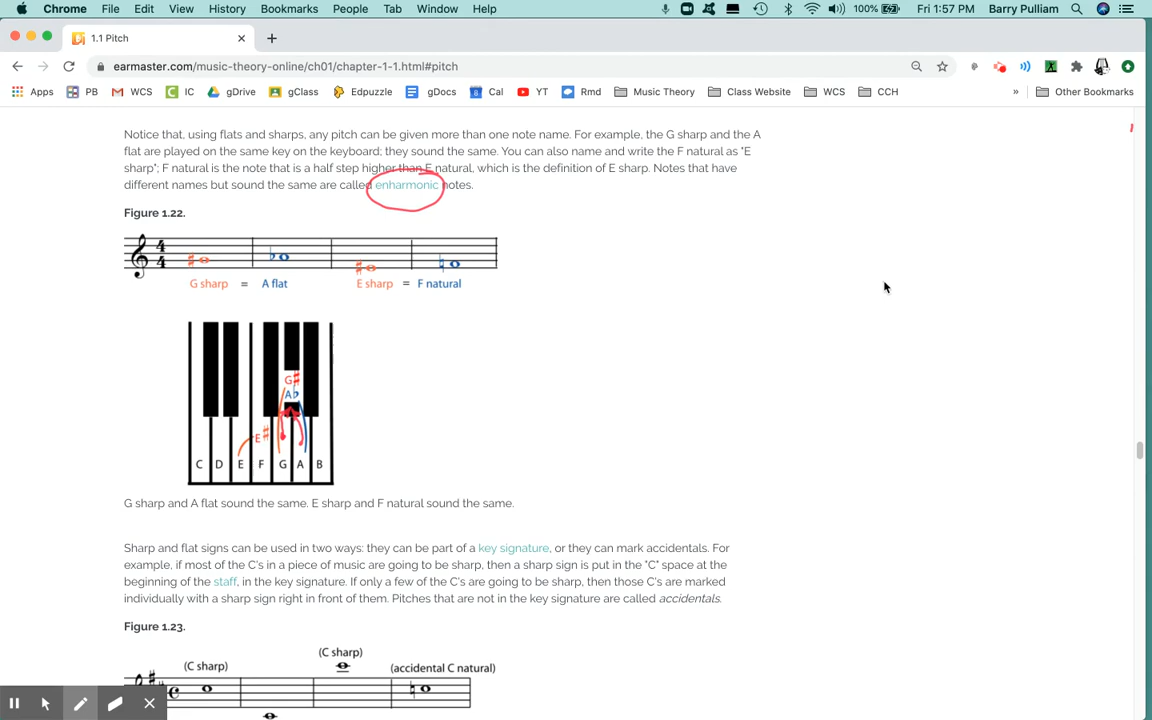 Chrome File Edit View History Bookmarks People Tab Window Help 100% Fri 1:57 PM Barry Pulliam
1.1 Pitch
earmaster.com/music-theory-online/ch01/chapter-1-1.html#pitch
Apps PB WCS IC gDrive gClass Edpuzzle gDocs Cal YT Rmd Music Theory Class Website WCS CCH » Other Bookmarks
Notice that, using flats and sharps, any pitch can be given more than one note name. For example, the G sharp and the A
flat are played on the same key on the keyboard; they sound the same. You can also name and write the F natural as "E
sharp"; F natural is the note that is a half step higher than E natural, which is the definition of E sharp. Notes that have
different names but sound the same are called enharmonic notes.
Figure 1.22.
4
4
G sharp = A flat E sharp = F natural
G#
A♭
E#
C D E F G A B
G sharp and A flat sound the same. E sharp and F natural sound the same.
Sharp and flat signs can be used in two ways: they can be part of a key signature, or they can mark accidentals. For
example, if most of the C's in a piece of music are going to be sharp, then a sharp sign is put in the "C" space at the
beginning of the staff, in the key signature. If only a few of the C's are going to be sharp, then those C's are marked
individually with a sharp sign right in front of them. Pitches that are not in the key signature are called accidentals.
Figure 1.23.
(C sharp)
(C sharp) (accidental C natural)